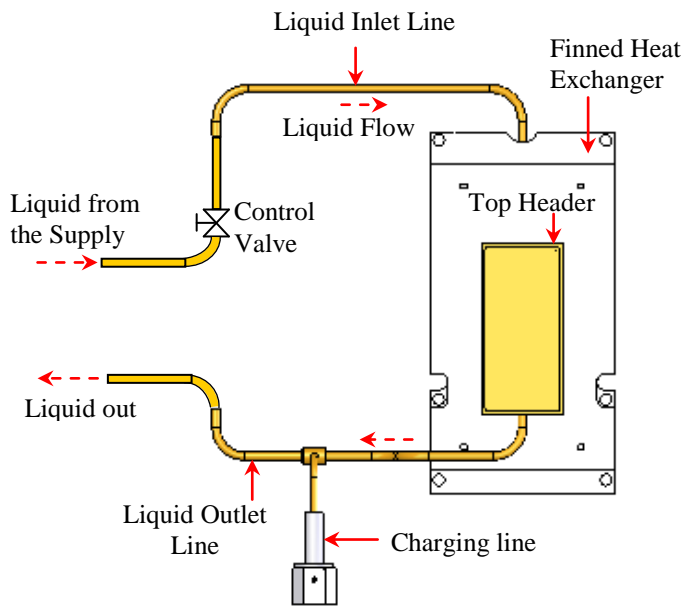 Liquid Inlet Line
Finned Heat
Exchanger
Liquid Flow
Top Header
Liquid from
the Supply
Control
Valve
Liquid out
Liquid Outlet
Line
Charging line